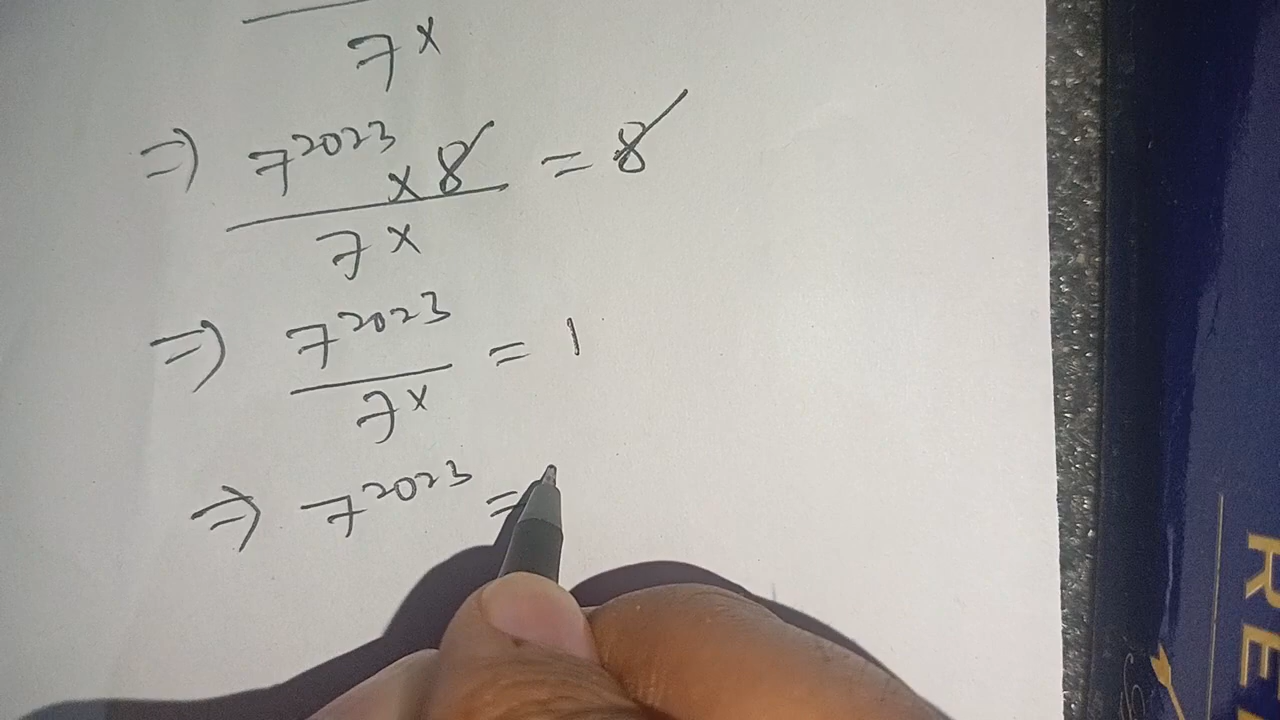 7^x
⇒ 7^2023 × 8 / 7^x = 8
⇒ 7^2023 / 7^x = 1
⇒ 7^2023 =